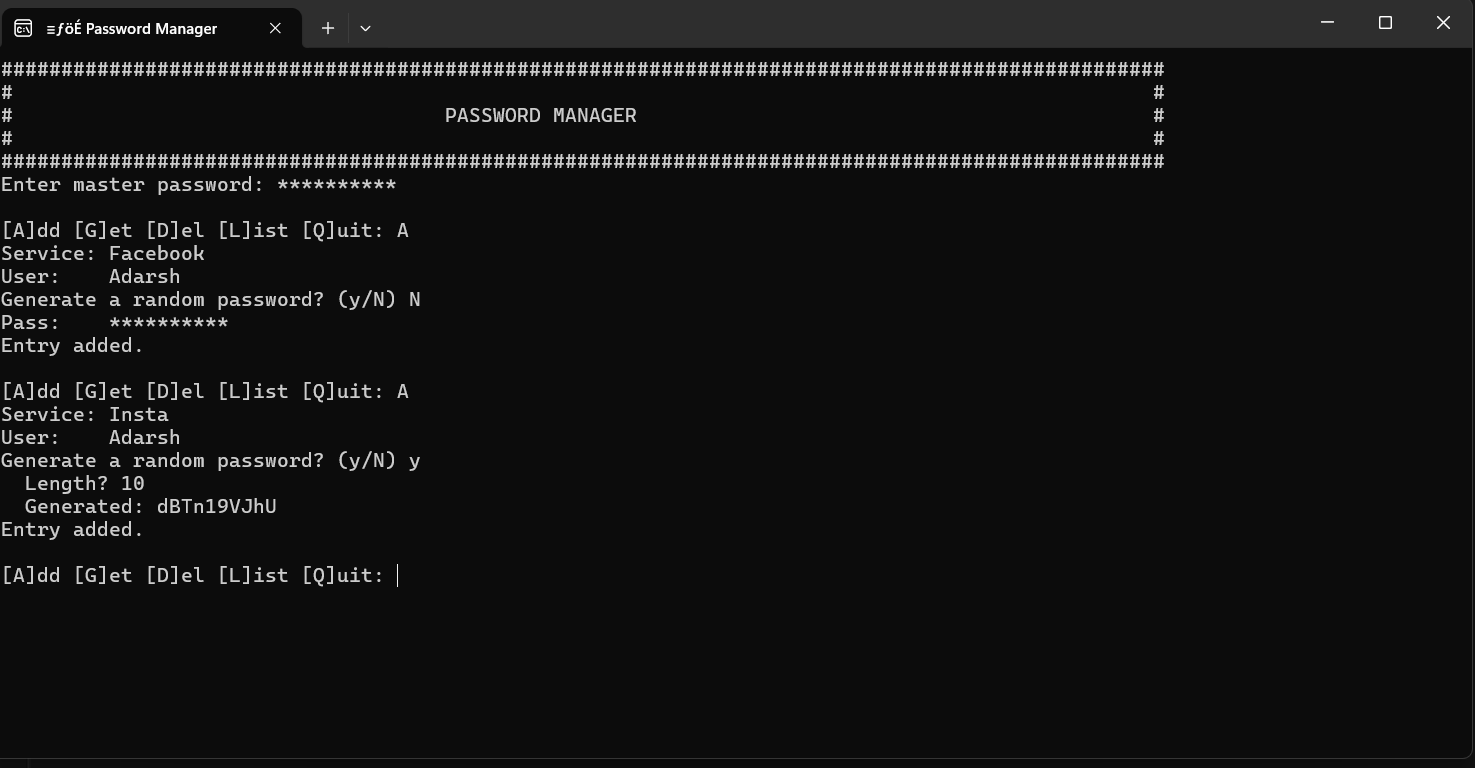 ≡ƒöÉ Password Manager
#################################################################################################
# #
# PASSWORD MANAGER #
# #
#################################################################################################
Enter master password: **********
[A]dd [G]et [D]el [L]ist [Q]uit: A
Service: Facebook
User: Adarsh
Generate a random password? (y/N) N
Pass: **********
Entry added.
[A]dd [G]et [D]el [L]ist [Q]uit: A
Service: Insta
User: Adarsh
Generate a random password? (y/N) y
Length? 10
Generated: dBTn19VJhU
Entry added.
[A]dd [G]et [D]el [L]ist [Q]uit: